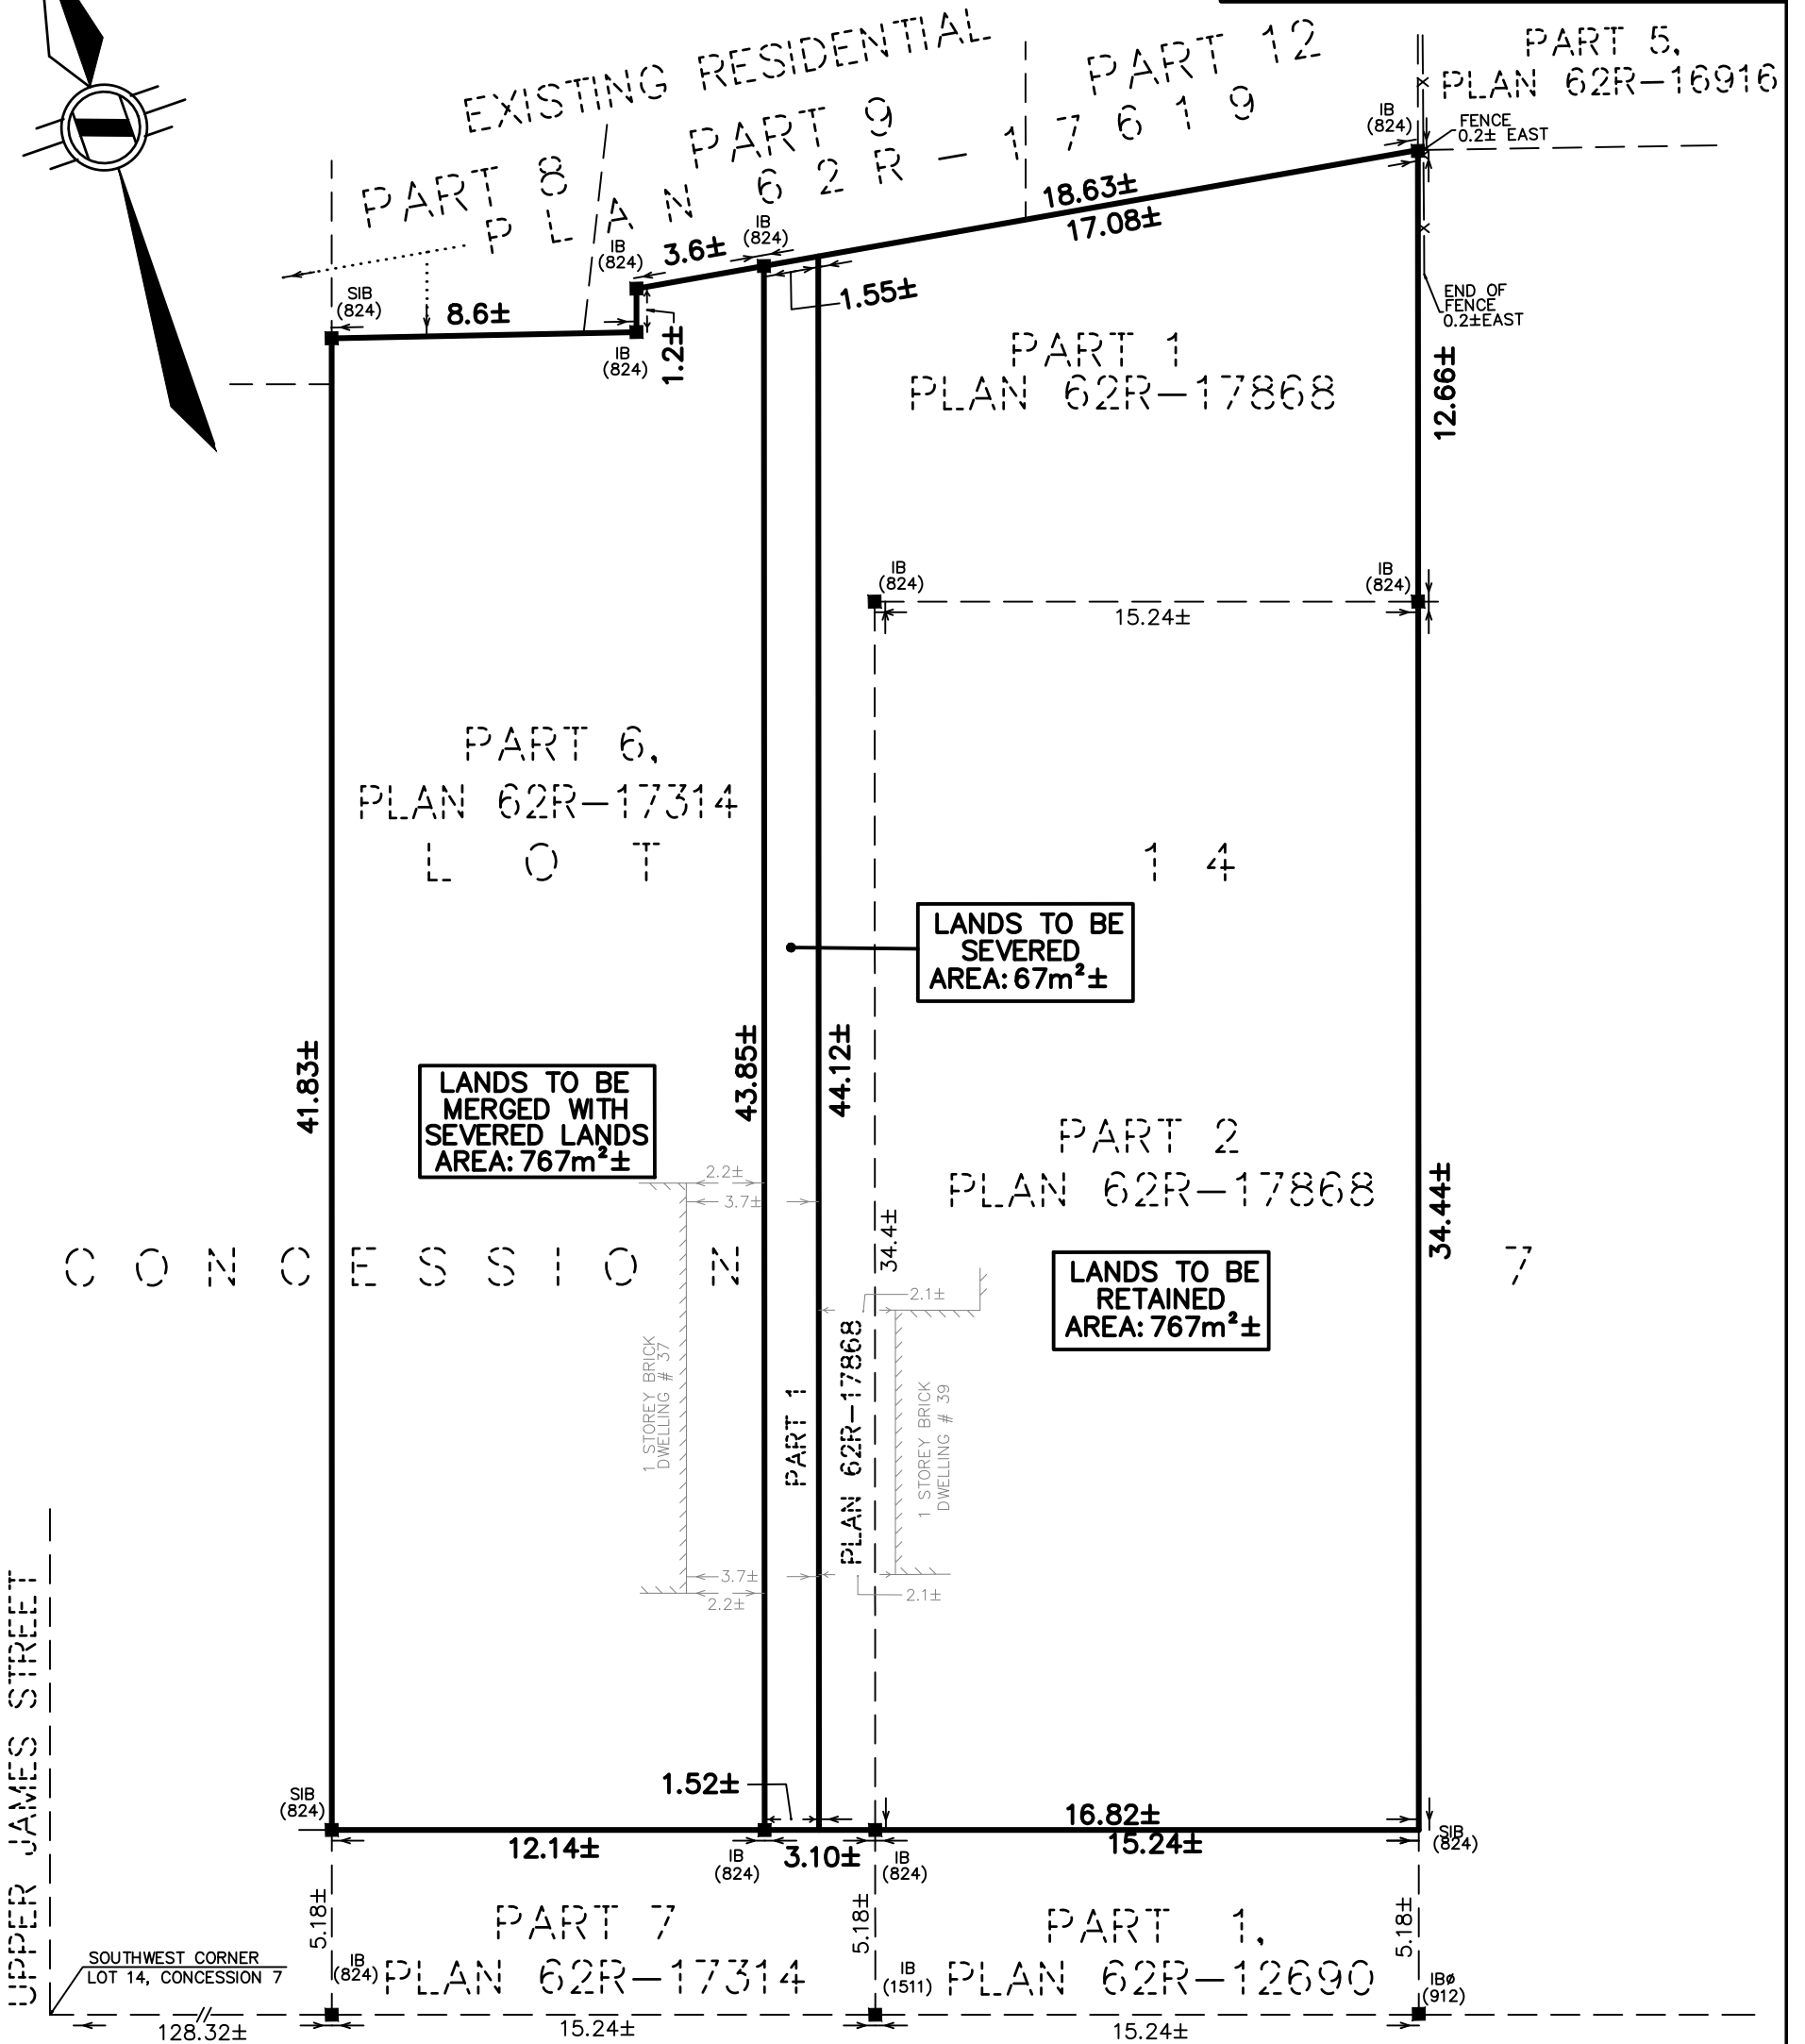 EXISTING RESIDENTIAL
PART 8
PART 9
PART 12
PLAN 62R-17619
PART 5,
PLAN 62R-16916
IB
(824)
FENCE
0.2± EAST
18.63±
17.08±
IB
(824)
3.6±
IB
(824)
1.55±
SIB
(824)
8.6±
IB
(824)
1.2±
END OF
FENCE
0.2±EAST
PART 1
PLAN 62R-17868
12.66±
IB
(824)
IB
(824)
15.24±
PART 6,
PLAN 62R-17314
LOT 14
LANDS TO BE
SEVERED
AREA: 67m²±
41.83±
43.85±
44.12±
LANDS TO BE
MERGED WITH
SEVERED LANDS
AREA: 767m²±
PART 2
PLAN 62R-17868
34.44±
2.2±
3.7±
34.4±
CONCESSION 7
LANDS TO BE
RETAINED
AREA: 767m²±
2.1±
1 STOREY BRICK
DWELLING # 37
PART 1
PLAN 62R-17868
1 STOREY BRICK
DWELLING # 39
3.7±
2.2±
2.1±
UPPER JAMES STREET
1.52±
SIB
(824)
12.14±
IB
(824)
3.10±
IB
(824)
16.82±
15.24±
SIB
(824)
5.18±
PART 7
PLAN 62R-17314
5.18±
PART 1,
PLAN 62R-12690
5.18±
SOUTHWEST CORNER
LOT 14, CONCESSION 7
IB
(824)
IB
(1511)
IBø
(912)
128.32±
15.24±
15.24±